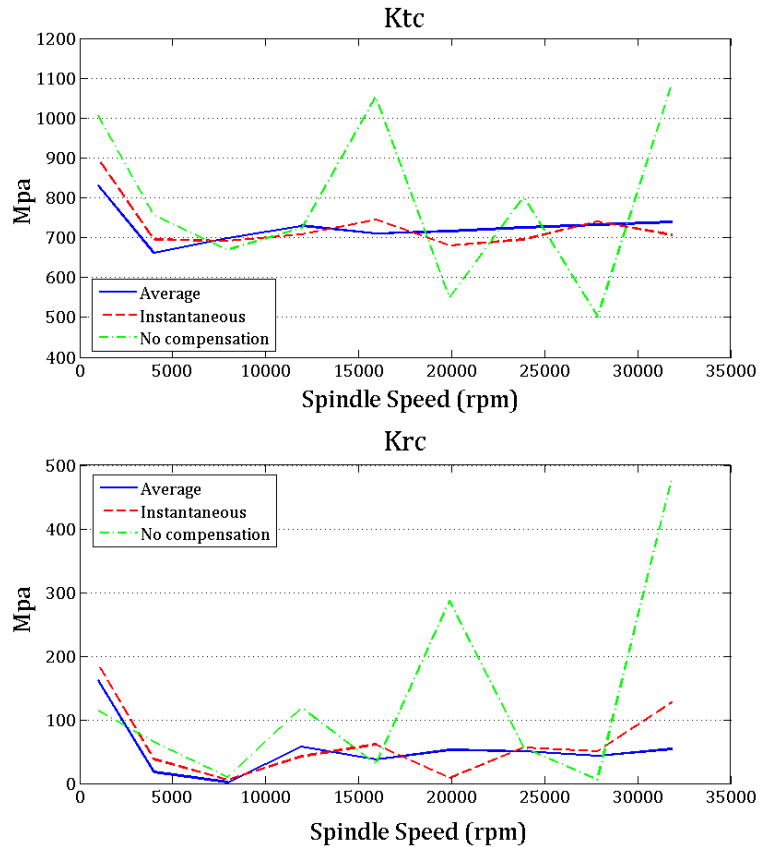 Ktc
1200
1100
1000
900
800
700
600
500
400
Mpa
Average
Instantaneous
No compensation
0 5000 10000 15000 20000 25000 30000 35000
Spindle Speed (rpm)
Krc
500
400
300
200
100
0
Mpa
Average
Instantaneous
No compensation
0 5000 10000 15000 20000 25000 30000 35000
Spindle Speed (rpm)